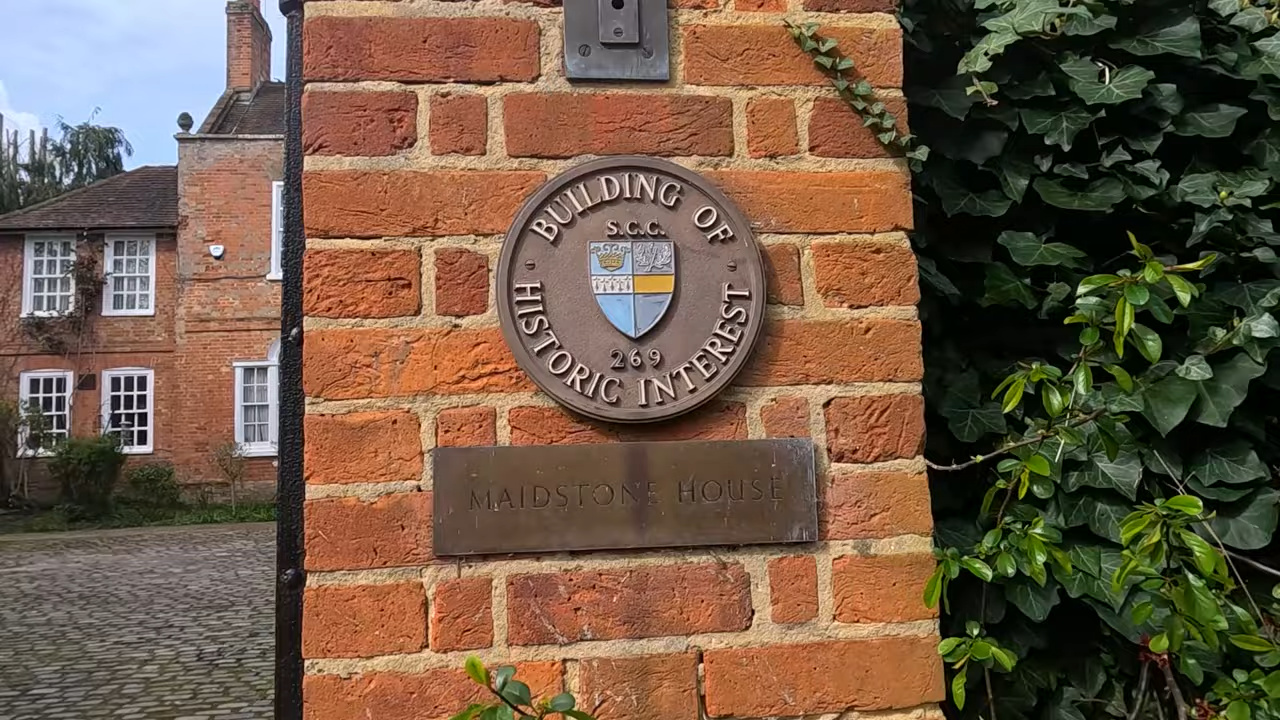 BUILDING OF
S.C.C.
269
HISTORIC INTEREST
MAIDSTONE HOUSE